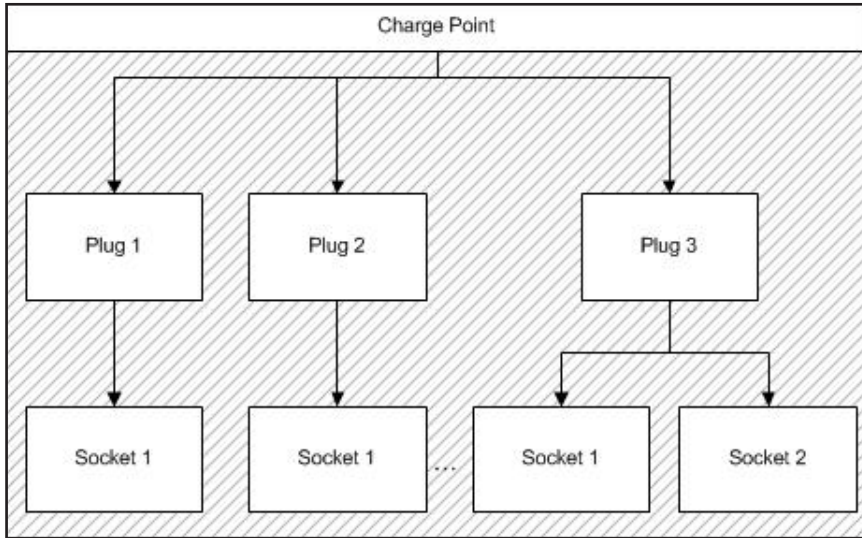 Charge Point
Plug 1
Plug 2
Plug 3
Socket 1
Socket 1
...
Socket 1
Socket 2